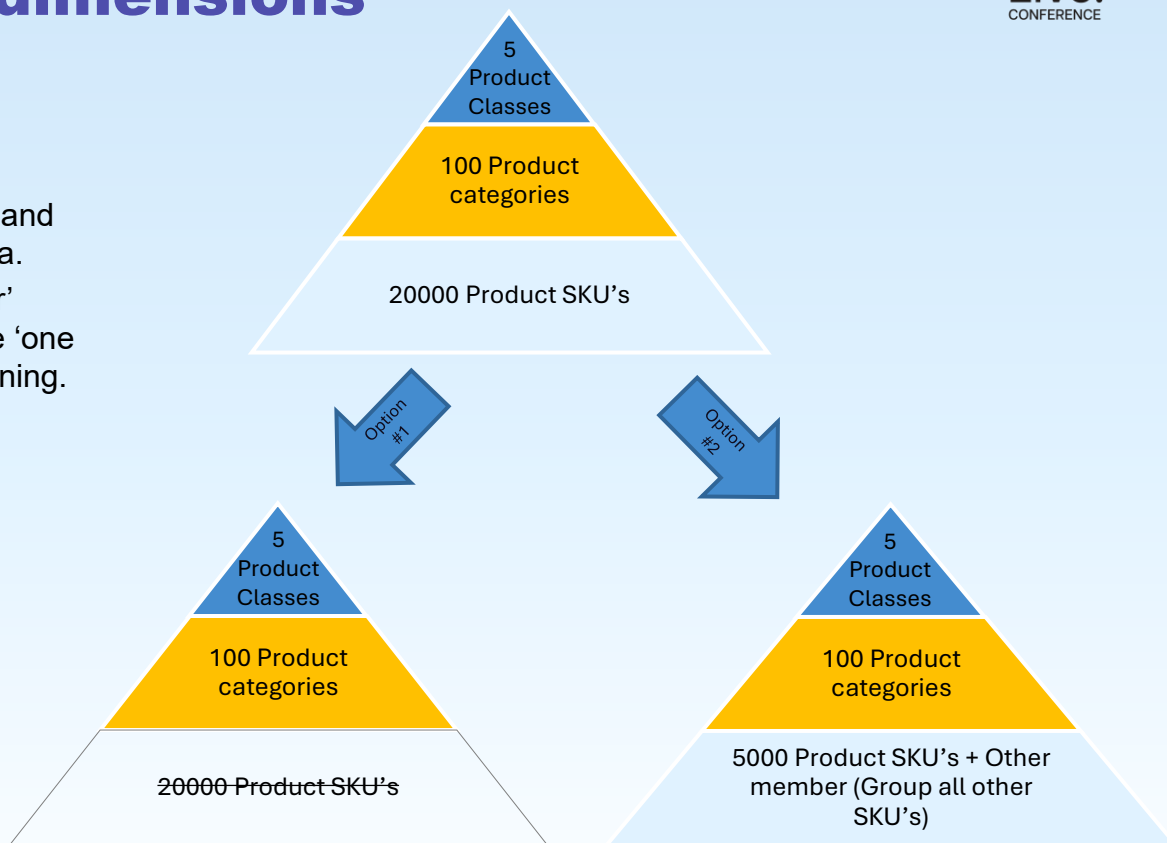 dimensions
CONFERENCE
and
a.
r’
e ‘one
ning.
5
Product
Classes
100 Product
categories
20000 Product SKU’s
Option
#1
Option
#2
5
Product
Classes
100 Product
categories
20000 Product SKU’s
5
Product
Classes
100 Product
categories
5000 Product SKU’s + Other
member (Group all other
SKU’s)